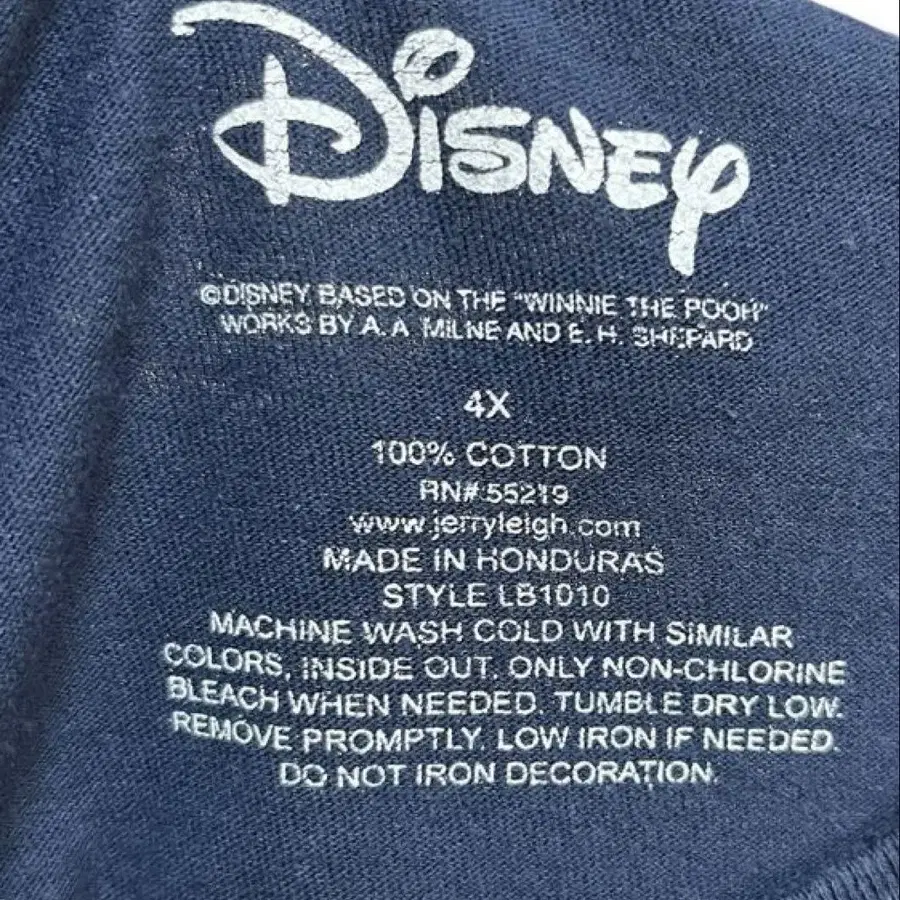 DISNEY
©DISNEY BASED ON THE "WINNIE THE POOH"
WORKS BY A. A. MILNE AND E. H. SHEPARD
4X
100% COTTON
RN# 55219
www.jerryleigh.com
MADE IN HONDURAS
STYLE LB1010
MACHINE WASH COLD WITH SIMILAR
COLORS, INSIDE OUT. ONLY NON-CHLORINE
BLEACH WHEN NEEDED. TUMBLE DRY LOW.
REMOVE PROMPTLY. LOW IRON IF NEEDED.
DO NOT IRON DECORATION.